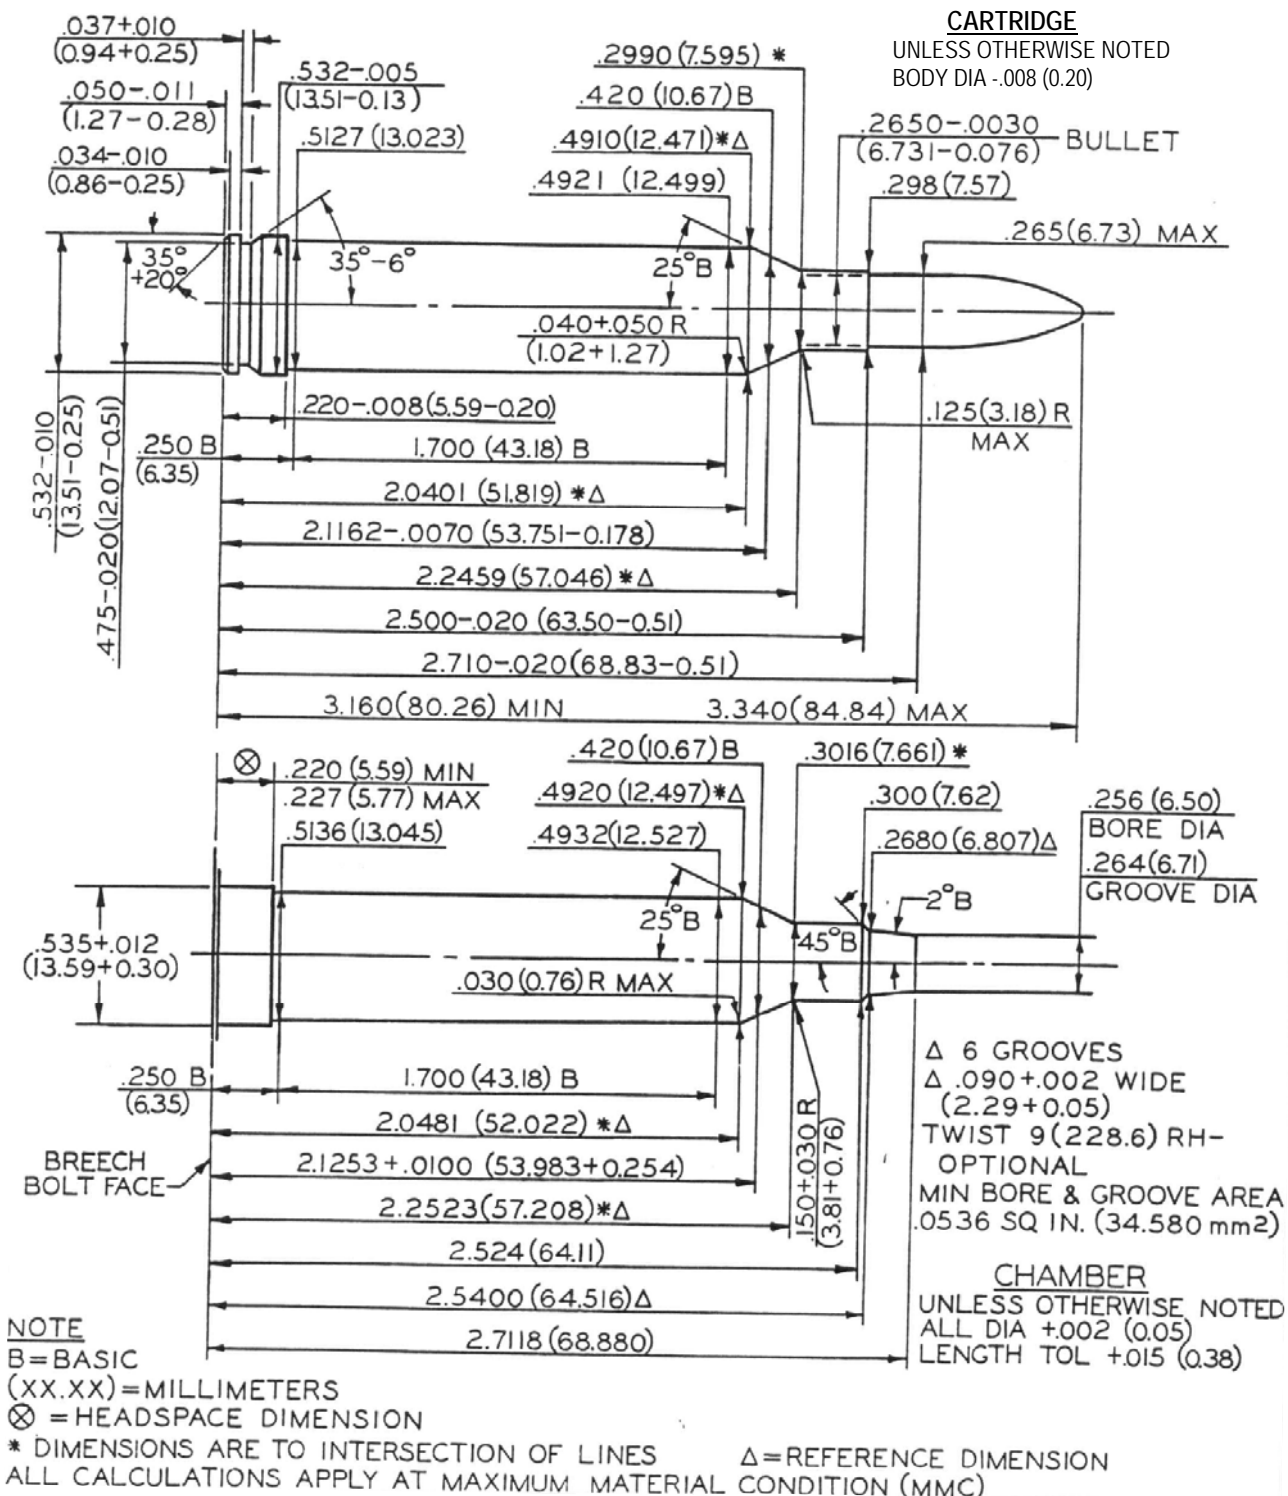 CARTRIDGE
UNLESS OTHERWISE NOTED
BODY DIA -.008 (0.20)
.037+.010
(0.94+0.25)
.050-.011
(1.27-0.28)
.034-.010
(0.86-0.25)
.532-.005
(13.51-0.13)
.5127 (13.023)
.2990 (7.595) *
.420 (10.67) B
.4910 (12.471)*Δ
.4921 (12.499)
.2650-.0030
(6.731-0.076)
BULLET
.298 (7.57)
.265 (6.73) MAX
35°
+20°
35°-6°
25°B
.040+.050 R
(1.02+1.27)
.125 (3.18) R
MAX
.532-.010
(13.51-0.25)
.475-.020 (12.07-0.51)
.220-.008 (5.59-0.20)
.250 B
(6.35)
1.700 (43.18) B
2.0401 (51.819) *Δ
2.1162-.0070 (53.751-0.178)
2.2459 (57.046) *Δ
2.500-.020 (63.50-0.51)
2.710-.020 (68.83-0.51)
3.160 (80.26) MIN 3.340 (84.84) MAX
⊗
.220 (5.59) MIN
.227 (5.77) MAX
.5136 (13.045)
.420 (10.67) B
.4920 (12.497)*Δ
.4932 (12.527)
.3016 (7.661) *
.300 (7.62)
.2680 (6.807)Δ
.256 (6.50)
BORE DIA
.264 (6.71)
GROOVE DIA
25°B
45°B
2°B
.535+.012
(13.59+0.30)
.030 (0.76) R MAX
.150+.030 R
(3.81+0.76)
.250 B
(6.35)
1.700 (43.18) B
2.0481 (52.022) *Δ
2.1253+.0100 (53.983+0.254)
2.2523 (57.208)*Δ
2.524 (64.11)
2.5400 (64.516)Δ
2.7118 (68.880)
BREECH
BOLT FACE
Δ 6 GROOVES
Δ .090+.002 WIDE
(2.29+0.05)
TWIST 9 (228.6) RH-
OPTIONAL
MIN BORE & GROOVE AREA
.0536 SQ IN. (34.580 mm2)
CHAMBER
UNLESS OTHERWISE NOTED
ALL DIA +.002 (0.05)
LENGTH TOL +.015 (0.38)
NOTE
B=BASIC
(XX.XX)=MILLIMETERS
⊗ =HEADSPACE DIMENSION
* DIMENSIONS ARE TO INTERSECTION OF LINES Δ=REFERENCE DIMENSION
ALL CALCULATIONS APPLY AT MAXIMUM MATERIAL CONDITION (MMC)